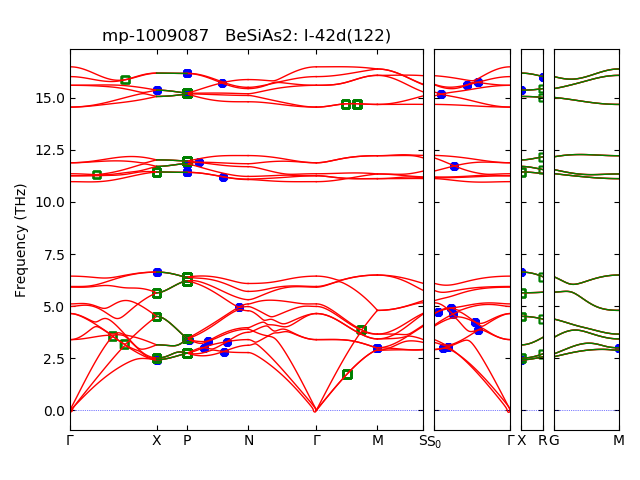 mp-1009087 BeSiAs2: I-42d(122)
Frequency (THz)
15.0
12.5
10.0
7.5
5.0
2.5
0.0
Γ X P N Γ M S S₀ Γ X R G M